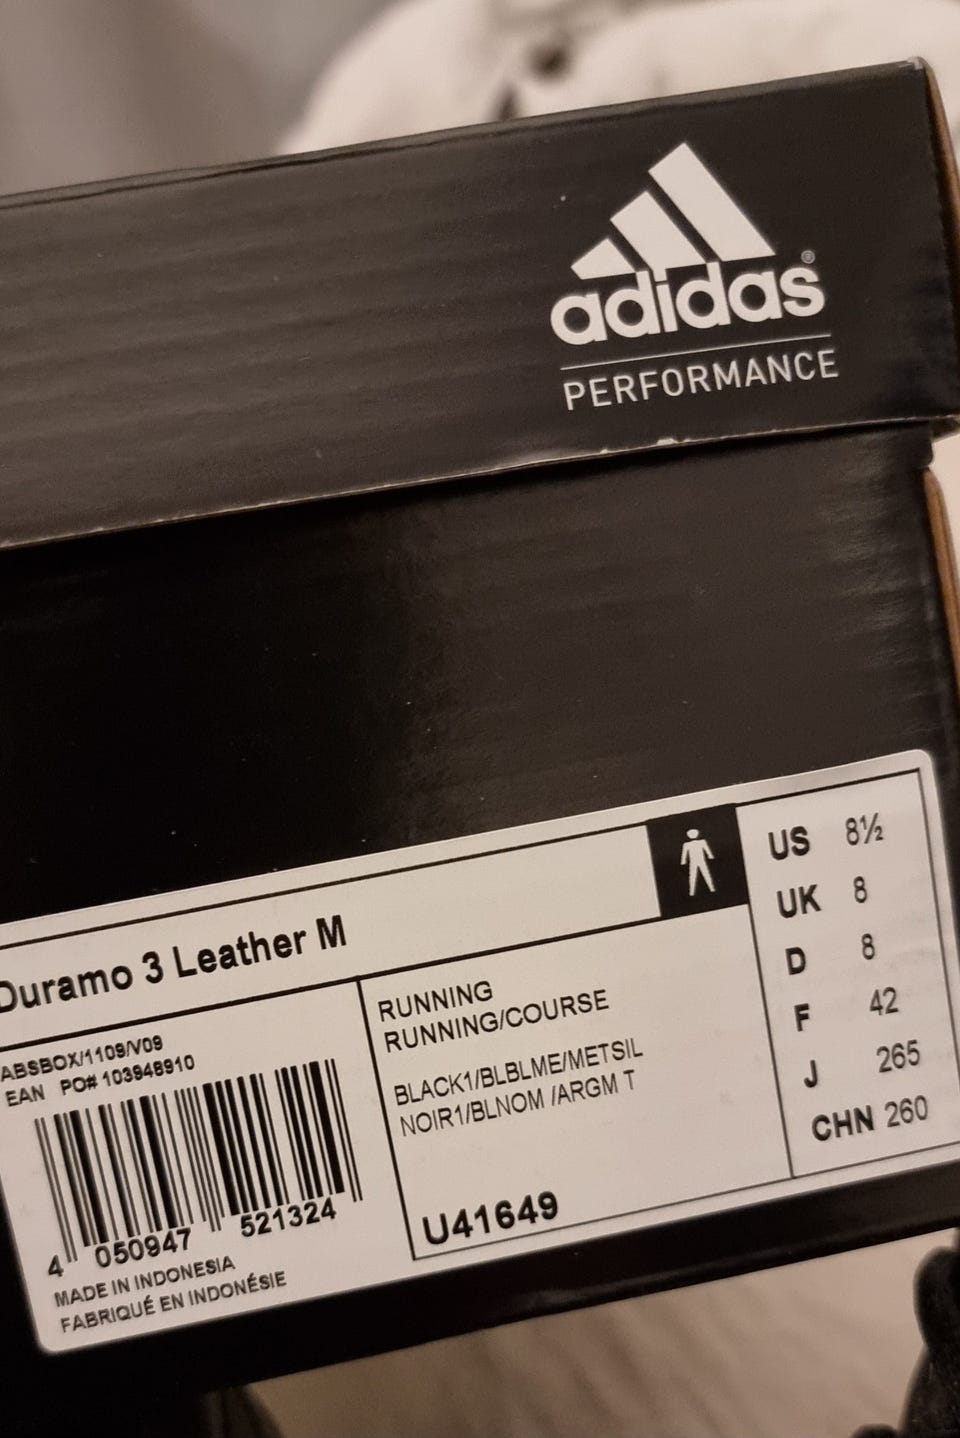 adidas®
PERFORMANCE
Duramo 3 Leather M
ABSBOX/1109/V09
EAN PO# 103948910
4 050947 521324
MADE IN INDONESIA
FABRIQUÉ EN INDONÉSIE
RUNNING
RUNNING/COURSE
BLACK1/BLBLME/METSIL
NOIR1/BLNOM /ARGM T
U41649
US 8½
UK 8
D 8
F 42
J 265
CHN 260